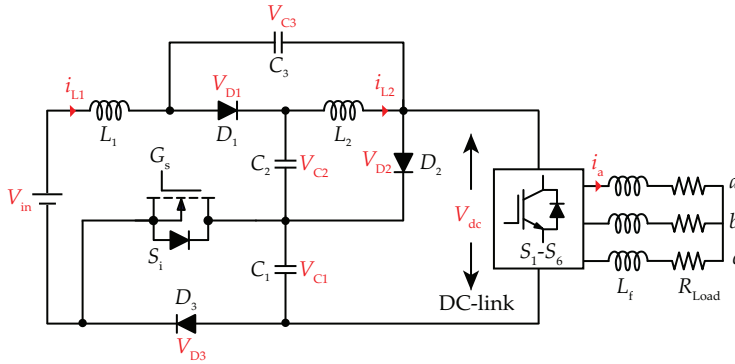 V_C3
C_3
i_L1
V_D1
i_L2
L_1
D_1
L_2
G_s
C_2
V_C2
V_D2
D_2
V_in
S_i
C_1
V_C1
V_dc
i_a
a
b
c
S_1-S_6
L_f
R_Load
D_3
DC-link
V_D3